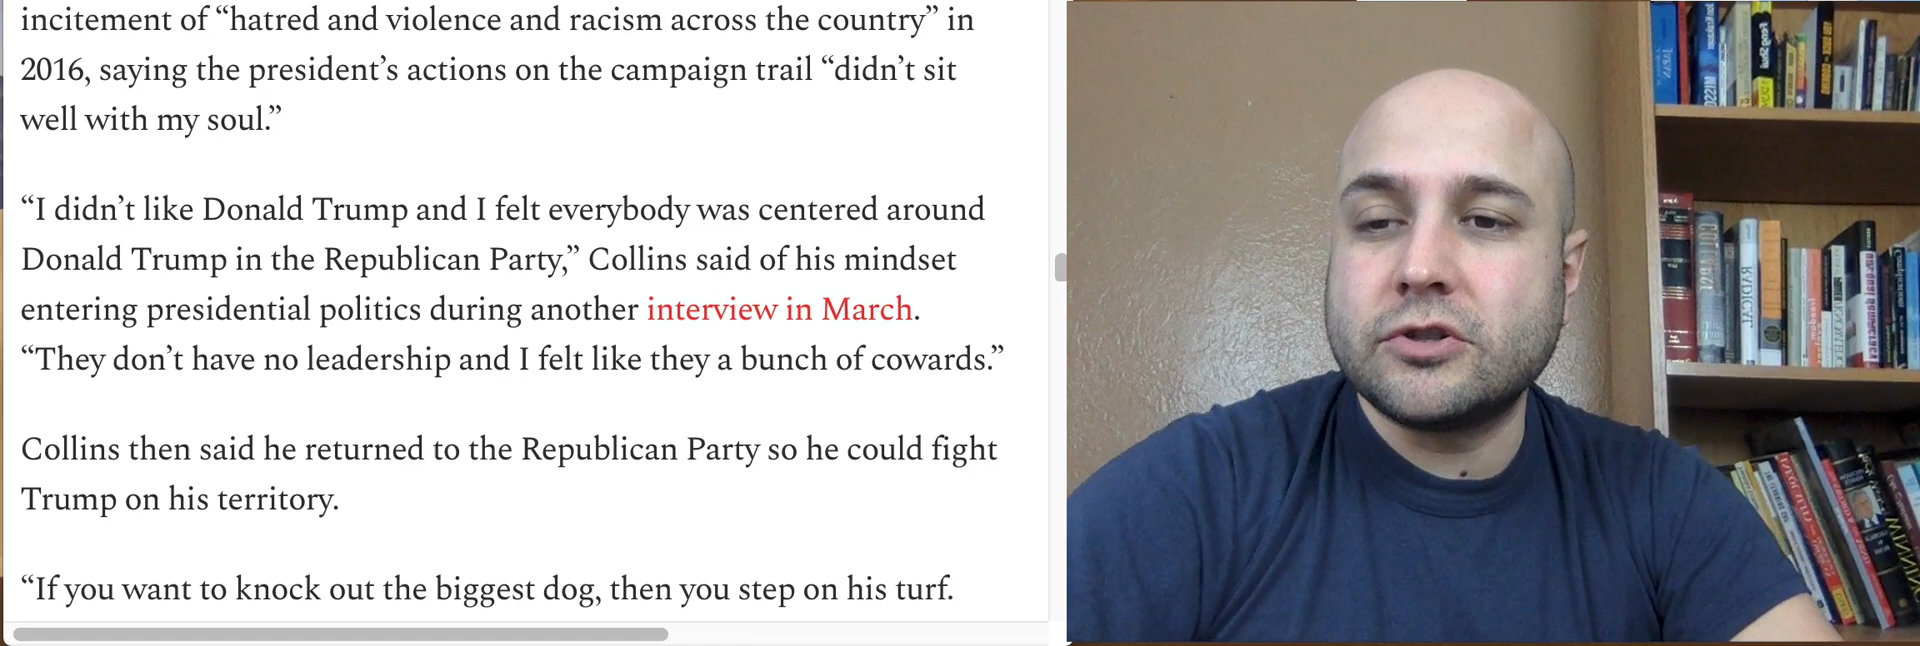 incitement of “hatred and violence and racism across the country” in
2016, saying the president’s actions on the campaign trail “didn’t sit
well with my soul.”
“I didn’t like Donald Trump and I felt everybody was centered around
Donald Trump in the Republican Party,” Collins said of his mindset
entering presidential politics during another interview in March.
“They don’t have no leadership and I felt like they a bunch of cowards.”
Collins then said he returned to the Republican Party so he could fight
Trump on his territory.
“If you want to knock out the biggest dog, then you step on his turf.
RADICAL